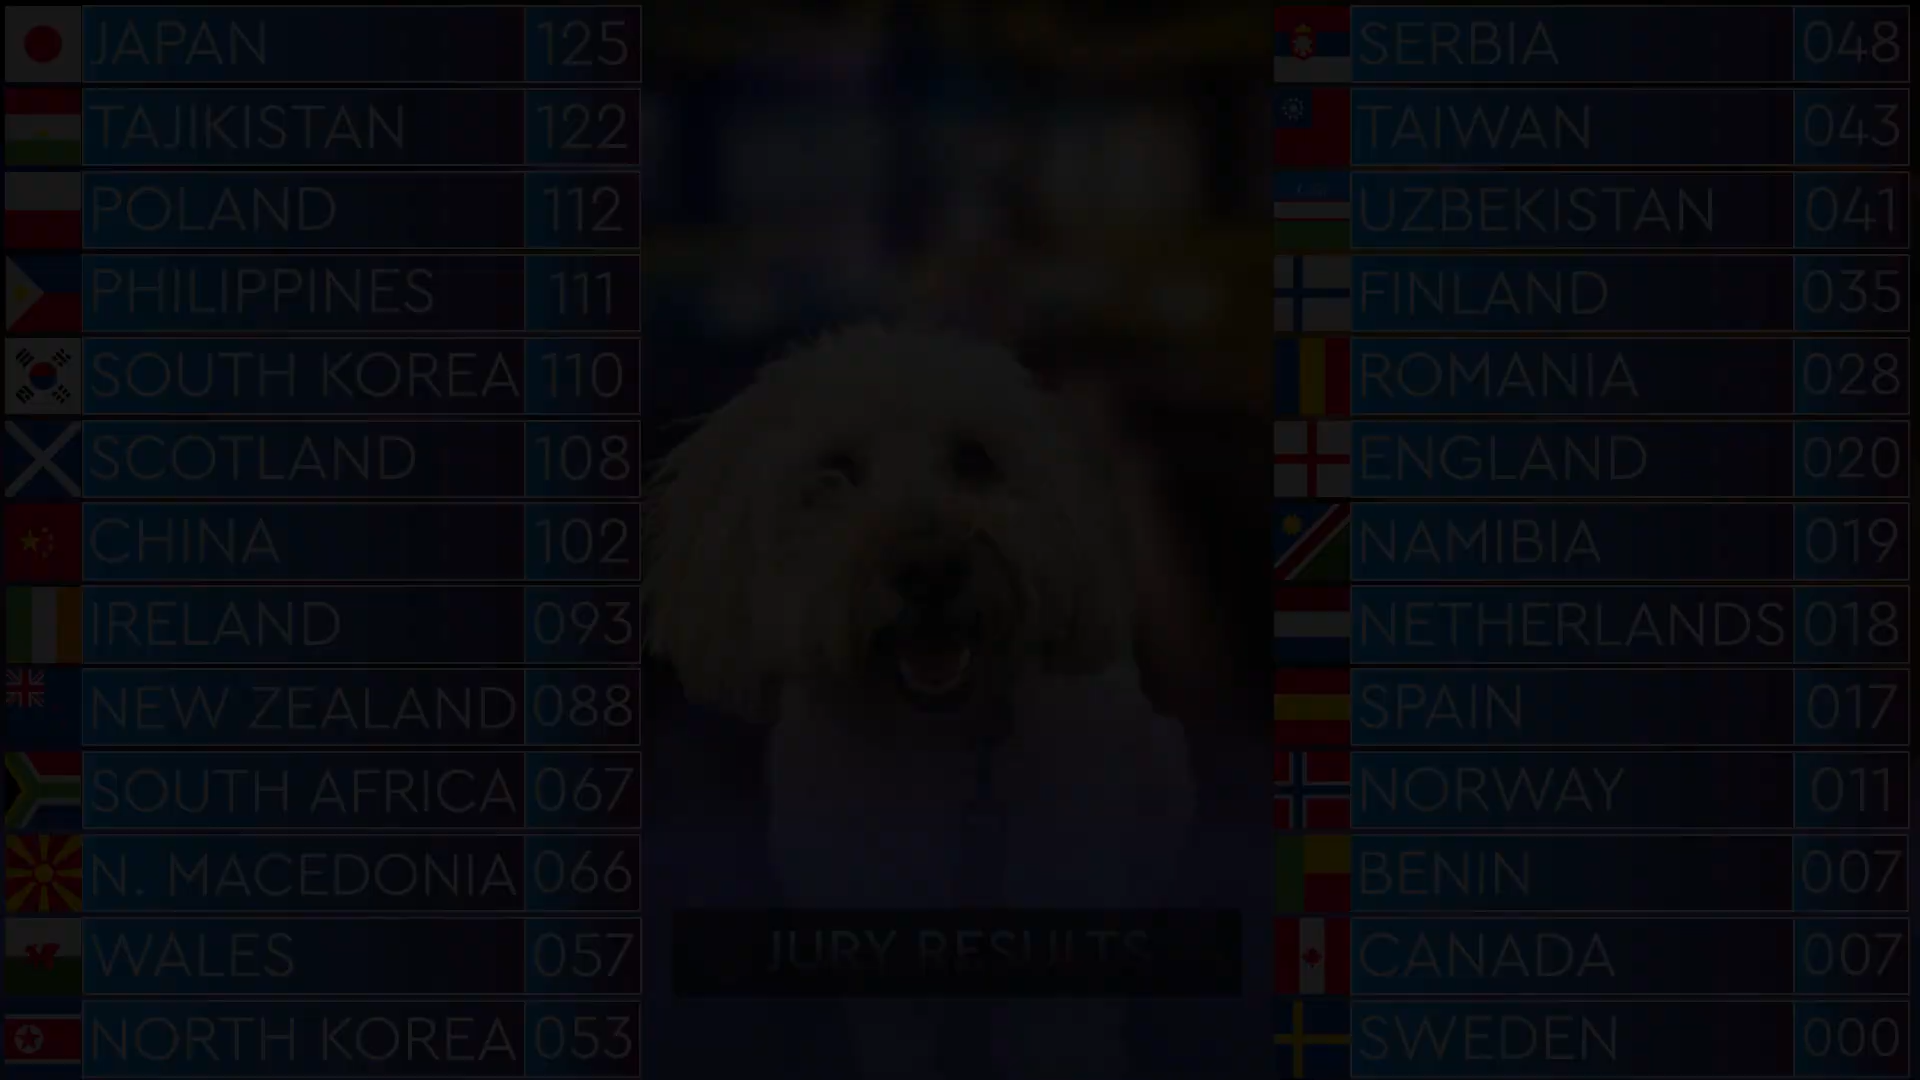 JAPAN 125
TAJIKISTAN 122
POLAND 112
PHILIPPINES 111
SOUTH KOREA 110
SCOTLAND 108
CHINA 102
IRELAND 093
NEW ZEALAND 088
SOUTH AFRICA 067
N. MACEDONIA 066
WALES 057
NORTH KOREA 053
JURY RESULTS
SERBIA 048
TAIWAN 043
UZBEKISTAN 041
FINLAND 035
ROMANIA 028
ENGLAND 020
NAMIBIA 019
NETHERLANDS 018
SPAIN 017
NORWAY 011
BENIN 007
CANADA 007
SWEDEN 000